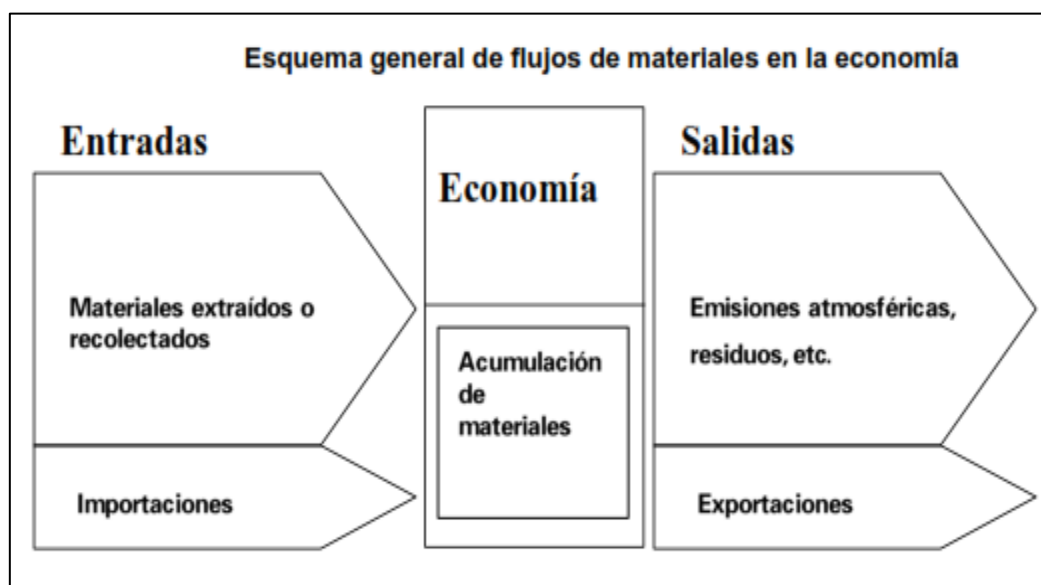 Esquema general de flujos de materiales en la economía
Entradas
Economía
Salidas
Materiales extraídos o
recolectados
Acumulación
de
materiales
Emisiones atmosféricas,
residuos, etc.
Importaciones
Exportaciones